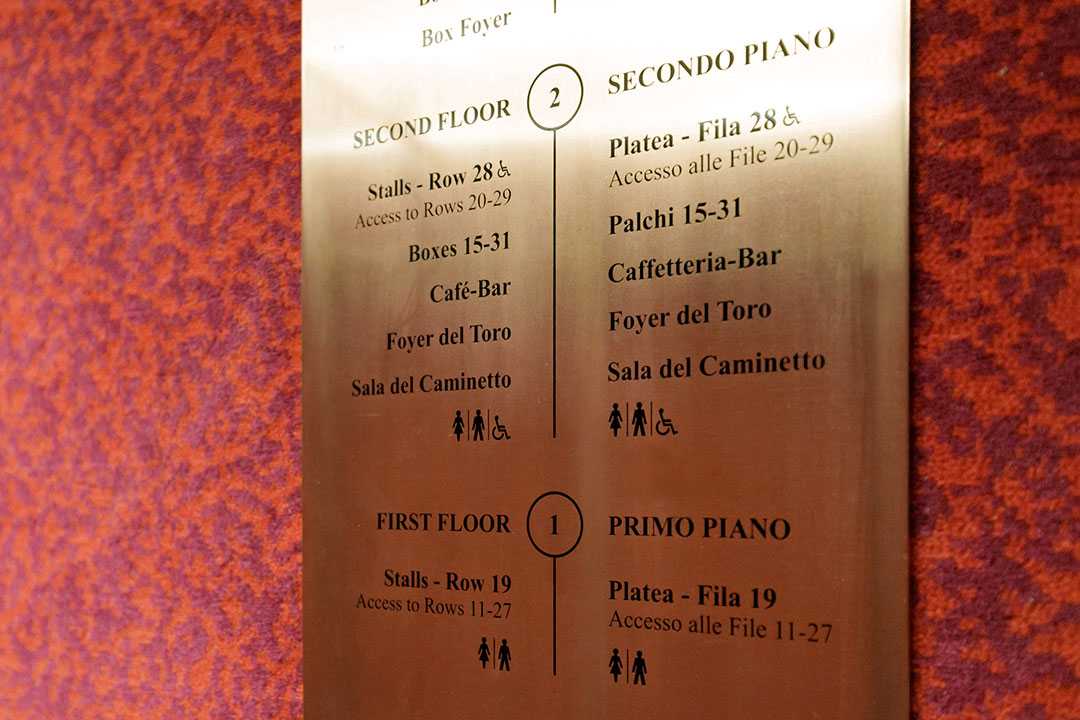 Box Foyer
SECOND FLOOR
2
SECONDO PIANO
Stalls - Row 28
Access to Rows 20-29
Boxes 15-31
Café-Bar
Foyer del Toro
Sala del Caminetto
Platea - Fila 28
Accesso alle File 20-29
Palchi 15-31
Caffetteria-Bar
Foyer del Toro
Sala del Caminetto
FIRST FLOOR
1
PRIMO PIANO
Stalls - Row 19
Access to Rows 11-27
Platea - Fila 19
Accesso alle File 11-27